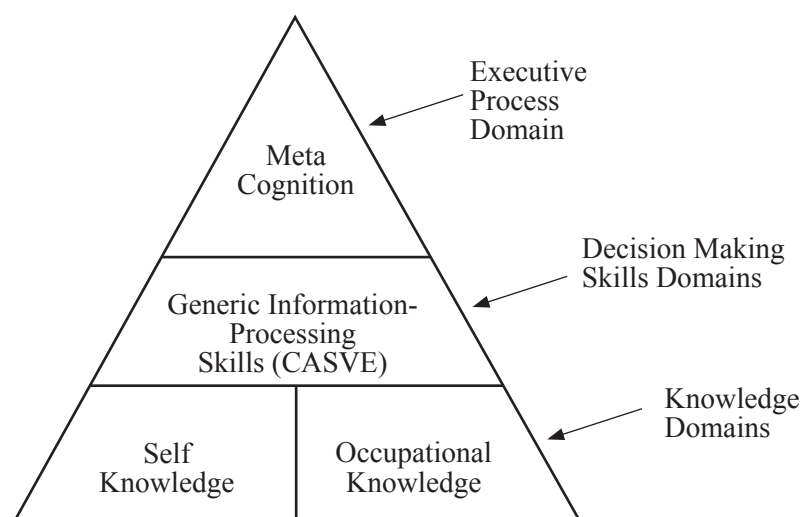 Executive
Process
Domain
Meta
Cognition
Decision Making
Skills Domains
Generic Information-
Processing
Skills (CASVE)
Knowledge
Domains
Self
Knowledge
Occupational
Knowledge